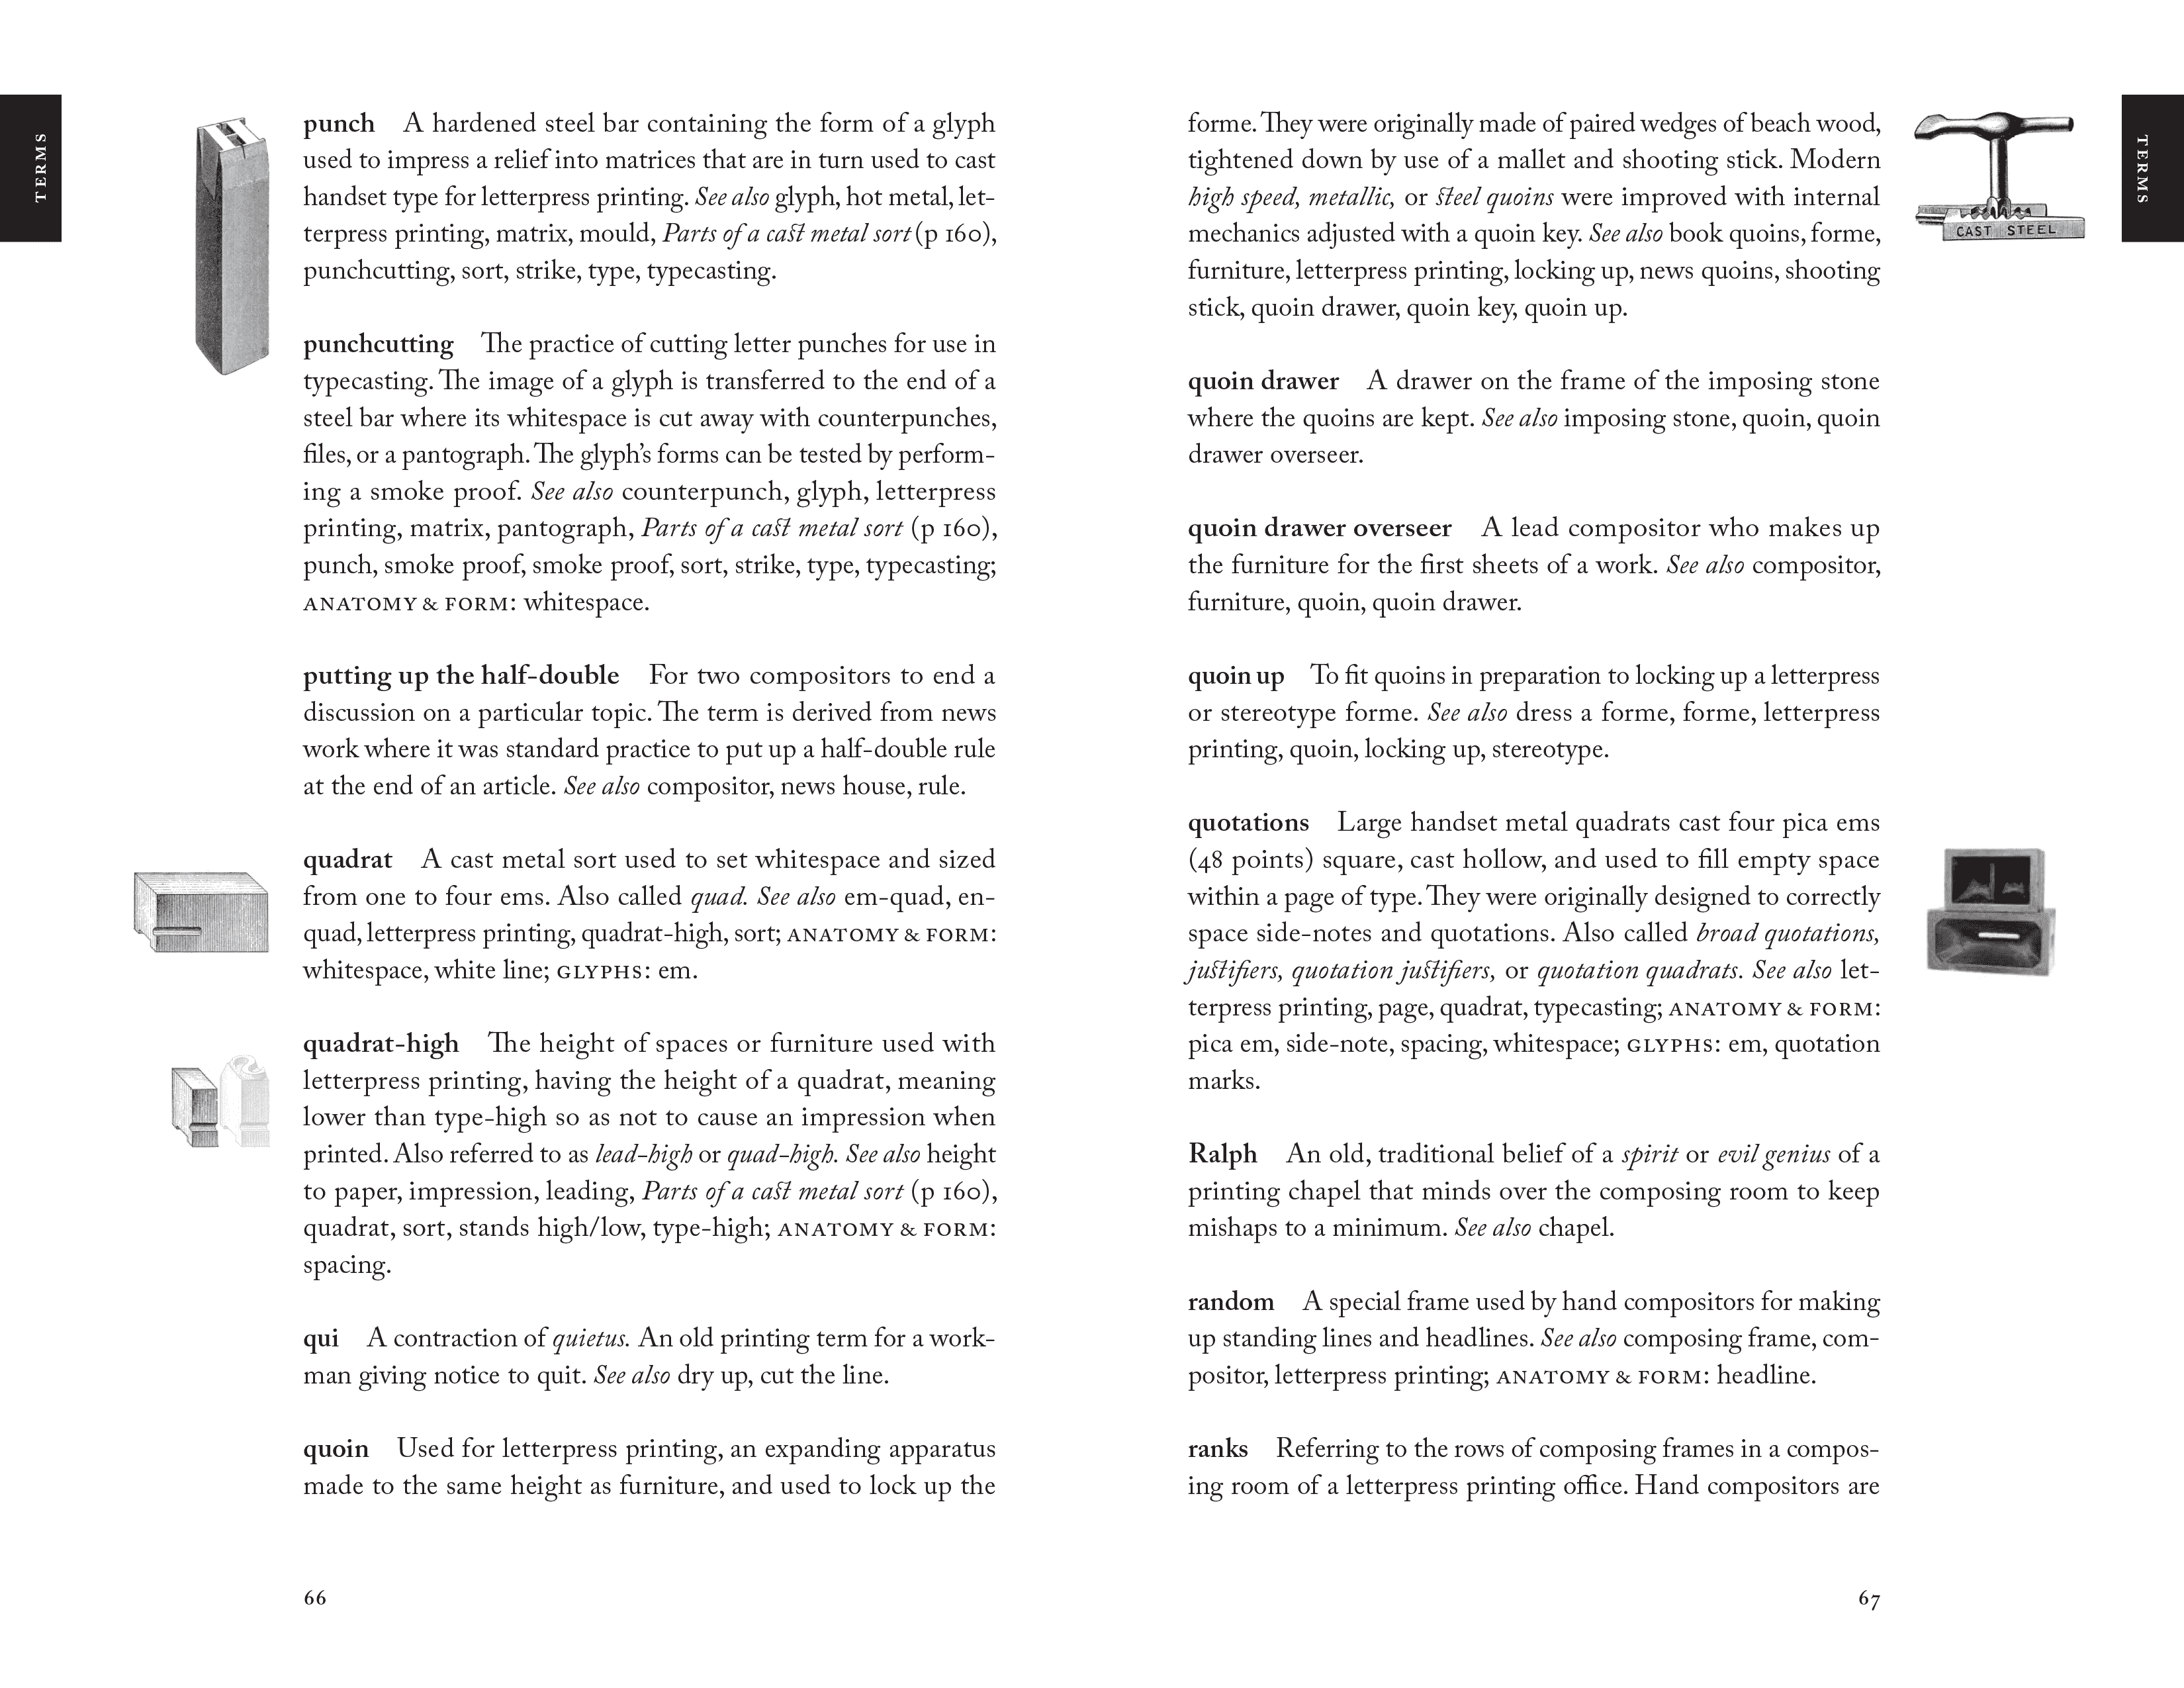 TERMS
punch A hardened steel bar containing the form of a glyph
used to impress a relief into matrices that are in turn used to cast
handset type for letterpress printing. See also glyph, hot metal, let-
terpress printing, matrix, mould, Parts of a cast metal sort (p 160),
punchcutting, sort, strike, type, typecasting.
punchcutting The practice of cutting letter punches for use in
typecasting. The image of a glyph is transferred to the end of a
steel bar where its whitespace is cut away with counterpunches,
files, or a pantograph. The glyph's forms can be tested by perform-
ing a smoke proof. See also counterpunch, glyph, letterpress
printing, matrix, pantograph, Parts of a cast metal sort (p 160),
punch, smoke proof, smoke proof, sort, strike, type, typecasting;
ANATOMY & FORM: whitespace.
putting up the half-double For two compositors to end a
discussion on a particular topic. The term is derived from news
work where it was standard practice to put up a half-double rule
at the end of an article. See also compositor, news house, rule.
quadrat A cast metal sort used to set whitespace and sized
from one to four ems. Also called quad. See also em-quad, en-
quad, letterpress printing, quadrat-high, sort; ANATOMY & FORM:
whitespace, white line; GLYPHS: em.
quadrat-high The height of spaces or furniture used with
letterpress printing, having the height of a quadrat, meaning
lower than type-high so as not to cause an impression when
printed. Also referred to as lead-high or quad-high. See also height
to paper, impression, leading, Parts of a cast metal sort (p 160),
quadrat, sort, stands high/low, type-high; ANATOMY & FORM:
spacing.
qui A contraction of quietus. An old printing term for a work-
man giving notice to quit. See also dry up, cut the line.
quoin Used for letterpress printing, an expanding apparatus
made to the same height as furniture, and used to lock up the
66
forme. They were originally made of paired wedges of beach wood,
tightened down by use of a mallet and shooting stick. Modern
high speed, metallic, or steel quoins were improved with internal
mechanics adjusted with a quoin key. See also book quoins, forme,
furniture, letterpress printing, locking up, news quoins, shooting
stick, quoin drawer, quoin key, quoin up.
CAST STEEL
TERMS
quoin drawer A drawer on the frame of the imposing stone
where the quoins are kept. See also imposing stone, quoin, quoin
drawer overseer.
quoin drawer overseer A lead compositor who makes up
the furniture for the first sheets of a work. See also compositor,
furniture, quoin, quoin drawer.
quoin up To fit quoins in preparation to locking up a letterpress
or stereotype forme. See also dress a forme, forme, letterpress
printing, quoin, locking up, stereotype.
quotations Large handset metal quadrats cast four pica ems
(48 points) square, cast hollow, and used to fill empty space
within a page of type. They were originally designed to correctly
space side-notes and quotations. Also called broad quotations,
justifiers, quotation justifiers, or quotation quadrats. See also let-
terpress printing, page, quadrat, typecasting; ANATOMY & FORM:
pica em, side-note, spacing, whitespace; GLYPHS: em, quotation
marks.
Ralph An old, traditional belief of a spirit or evil genius of a
printing chapel that minds over the composing room to keep
mishaps to a minimum. See also chapel.
random A special frame used by hand compositors for making
up standing lines and headlines. See also composing frame, com-
positor, letterpress printing; ANATOMY & FORM: headline.
ranks Referring to the rows of composing frames in a compos-
ing room of a letterpress printing office. Hand compositors are
67